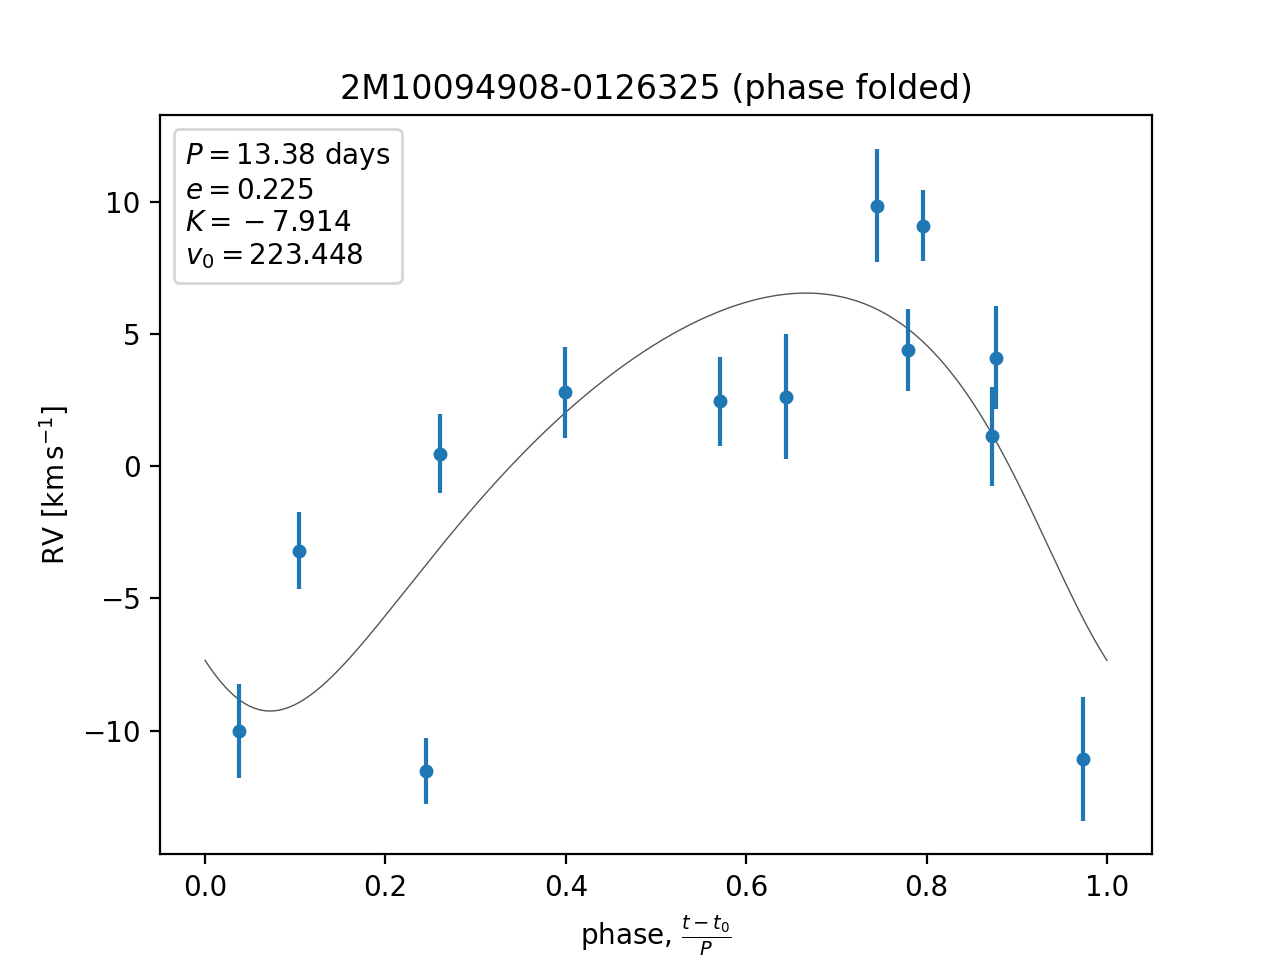 2M10094908-0126325 (phase folded)
P = 13.38 days
e = 0.225
K = −7.914
v₀ = 223.448
RV [km s⁻¹]
10
5
0
−5
−10
0.0 0.2 0.4 0.6 0.8 1.0
phase, (t − t₀)/P